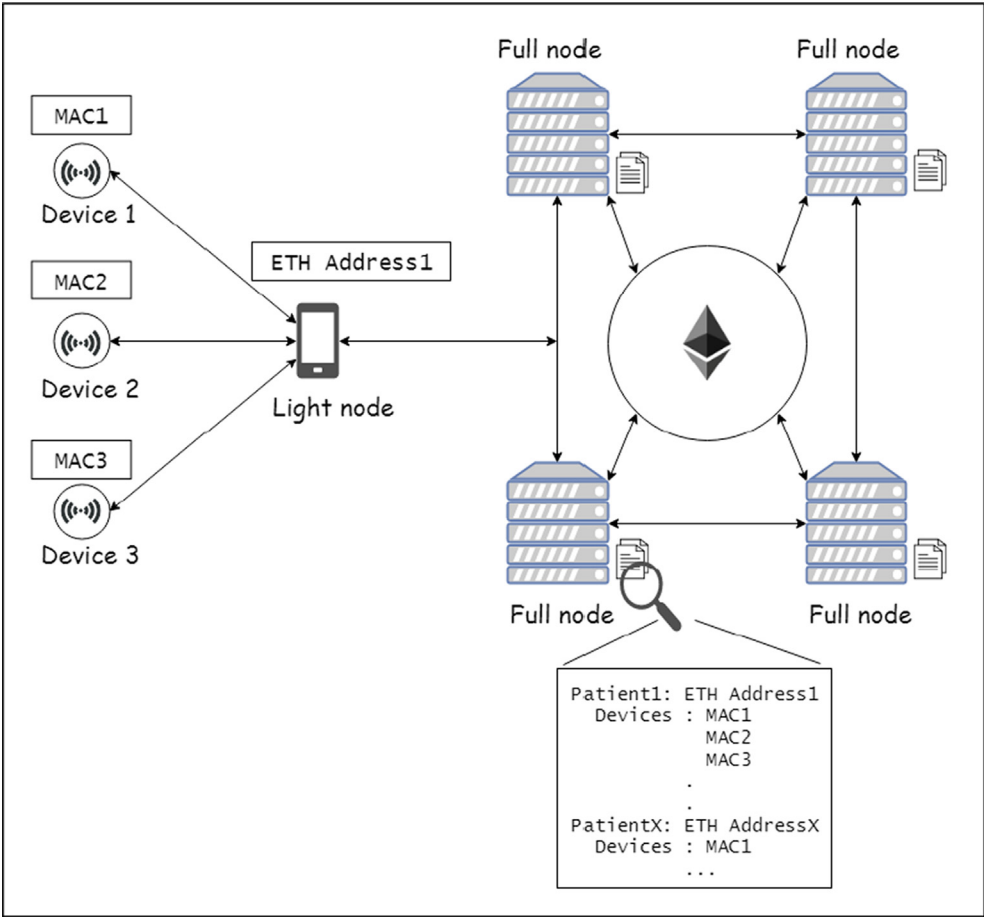 Full node
Full node
MAC1
Device 1
ETH Address1
MAC2
Device 2
Light node
MAC3
Device 3
Full node
Full node
Patient1: ETH Address1
Devices : MAC1
MAC2
MAC3
.
.
PatientX: ETH AddressX
Devices : MAC1
...